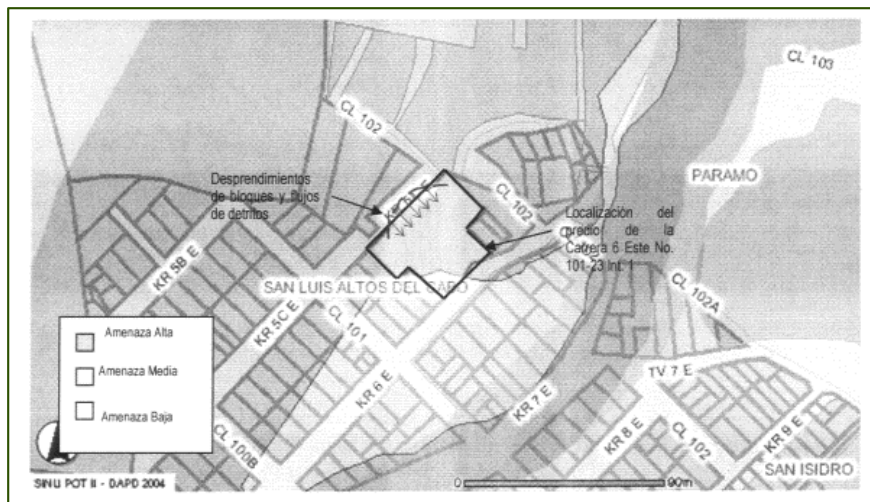 CL 103
CL 102
PARAMO
Desprendimientos
de bloques y flujos
de detritos
CL 102
Localización del
predio de la
Carrera 6 Este No.
101-23 Int. 1
KR 5B E
SAN LUIS ALTOS DEL CABO
CL 102A
KR 5C E
CL 101
Amenaza Alta
Amenaza Media
Amenaza Baja
KR 6 E
TV 7 E
KR 7 E
CL 100B
KR 8 E
CL 102
KR 9 E
SAN ISIDRO
SINU POT II - DAPD 2004
0
90m